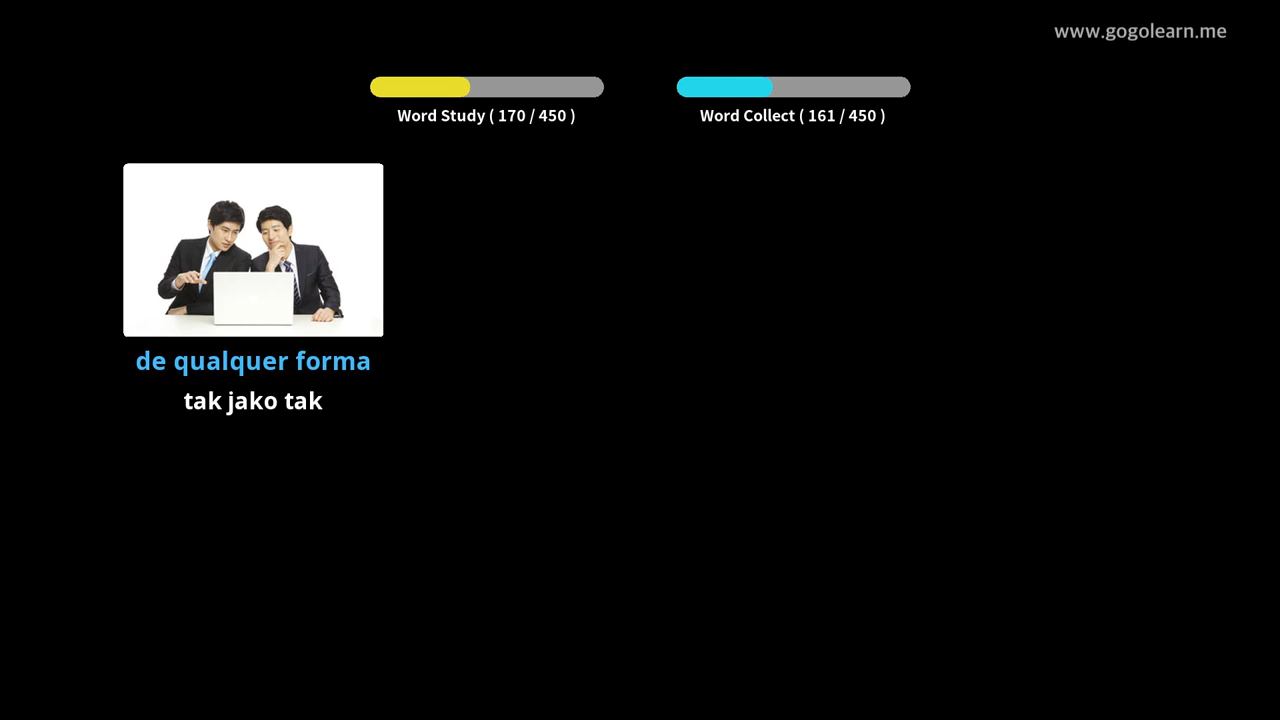 www.gogolearn.me
Word Study ( 170 / 450 )
Word Collect ( 161 / 450 )
de qualquer forma
tak jako tak